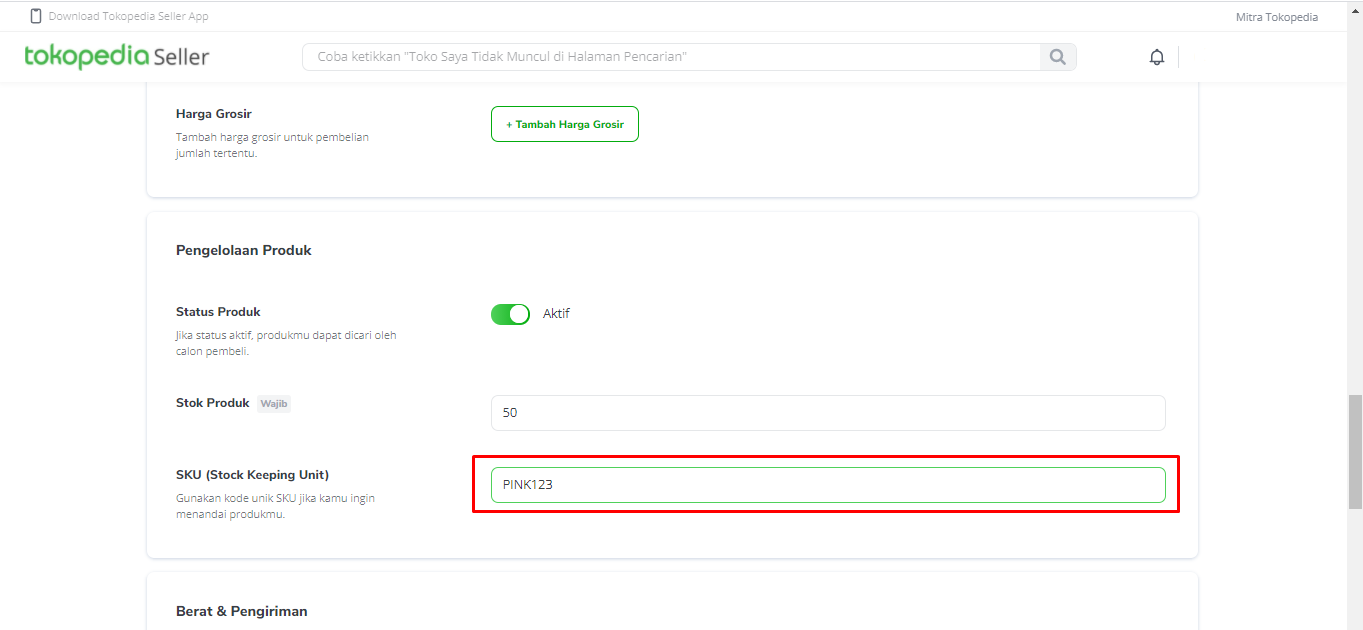 Download Tokopedia Seller App
Mitra Tokopedia
tokopedia Seller
Coba ketikkan "Toko Saya Tidak Muncul di Halaman Pencarian"
Harga Grosir
Tambah harga grosir untuk pembelian
jumlah tertentu.
+ Tambah Harga Grosir
Pengelolaan Produk
Status Produk
Jika status aktif, produkmu dapat dicari oleh
calon pembeli.
Aktif
Stok Produk Wajib
50
SKU (Stock Keeping Unit)
Gunakan kode unik SKU jika kamu ingin
menandai produkmu.
PINK123
Berat & Pengiriman